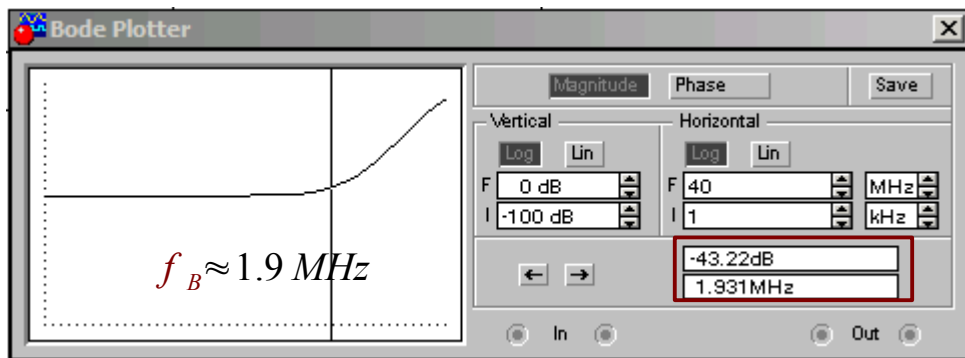 Bode Plotter
Magnitude Phase Save
Vertical Horizontal
Log Lin Log Lin
F 0 dB F 40 MHz
I -100 dB I 1 kHz
f B ≈ 1.9 MHz
-43.22dB
1.931MHz
In Out